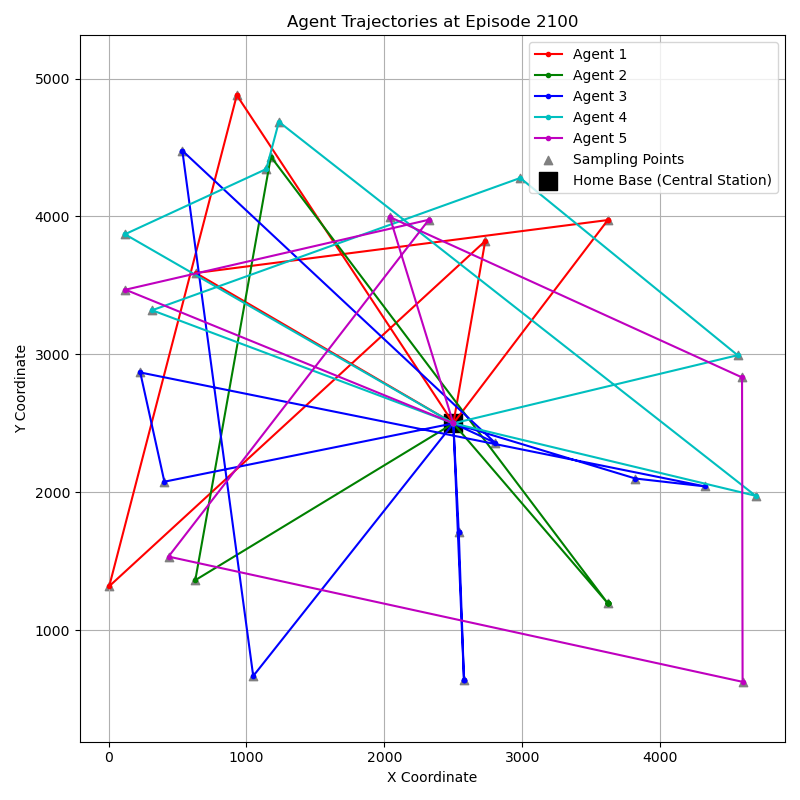 Agent Trajectories at Episode 2100
Agent 1
Agent 2
Agent 3
Agent 4
Agent 5
Sampling Points
Home Base (Central Station)
5000
4000
3000
2000
1000
Y Coordinate
0
1000
2000
3000
4000
X Coordinate